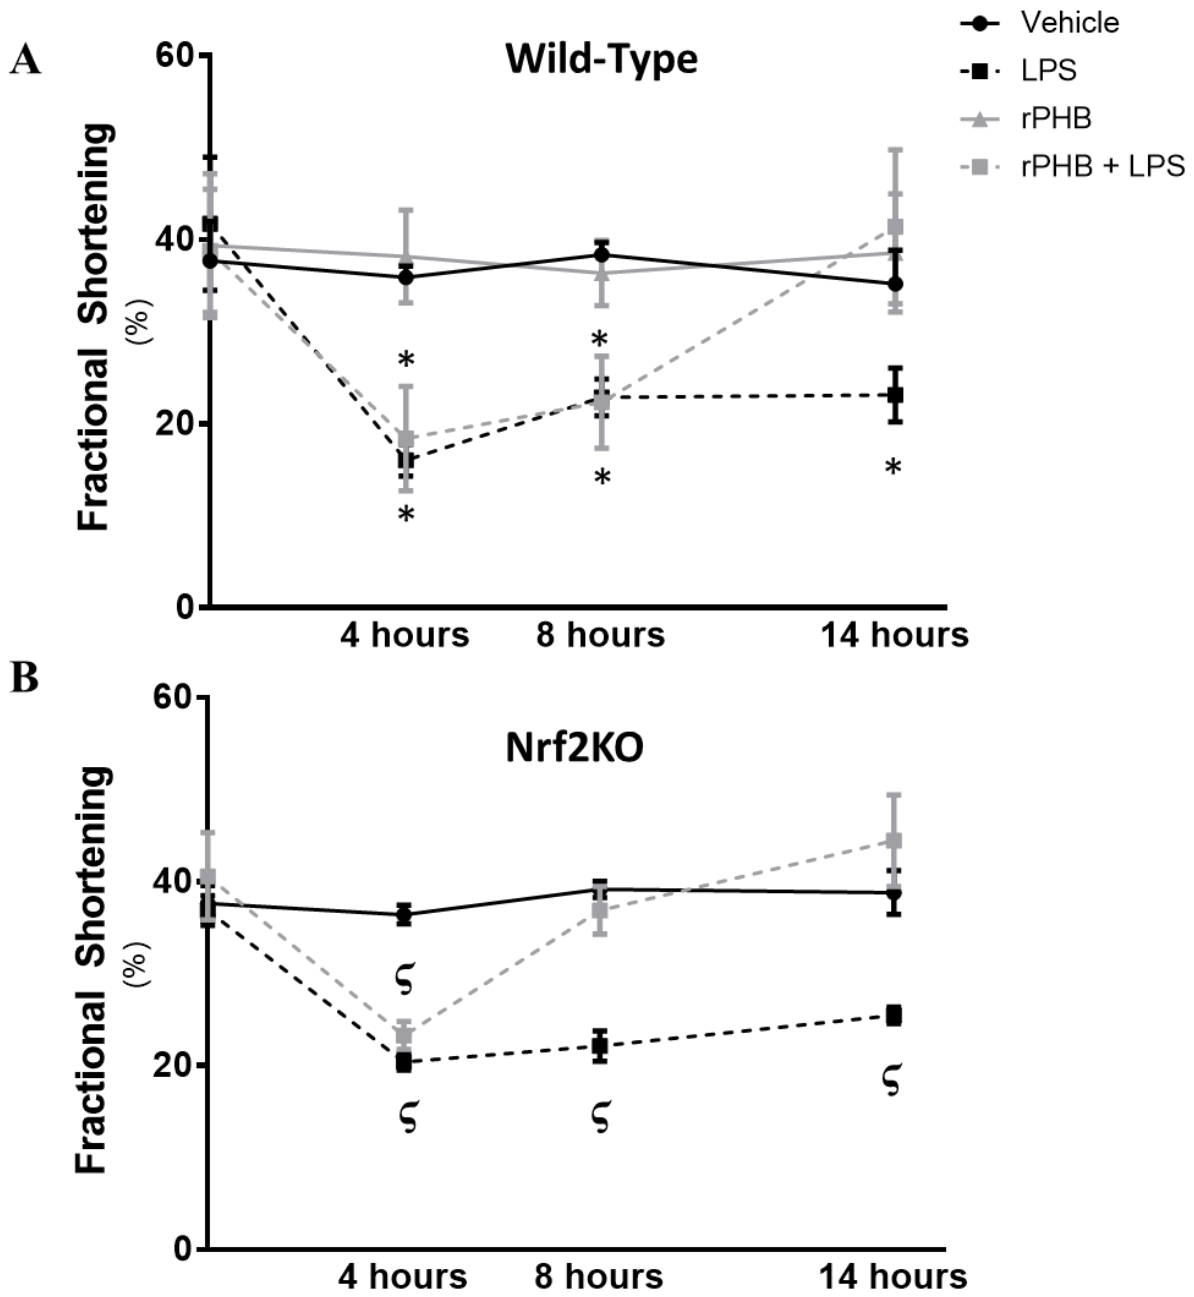 A
Wild-Type
Vehicle
LPS
rPHB
rPHB + LPS
Fractional Shortening
(%)
60
40
20
0
*
*
*
*
*
4 hours
8 hours
14 hours
B
Nrf2KO
Fractional Shortening
(%)
60
40
20
0
ς
ς
ς
ς
4 hours
8 hours
14 hours